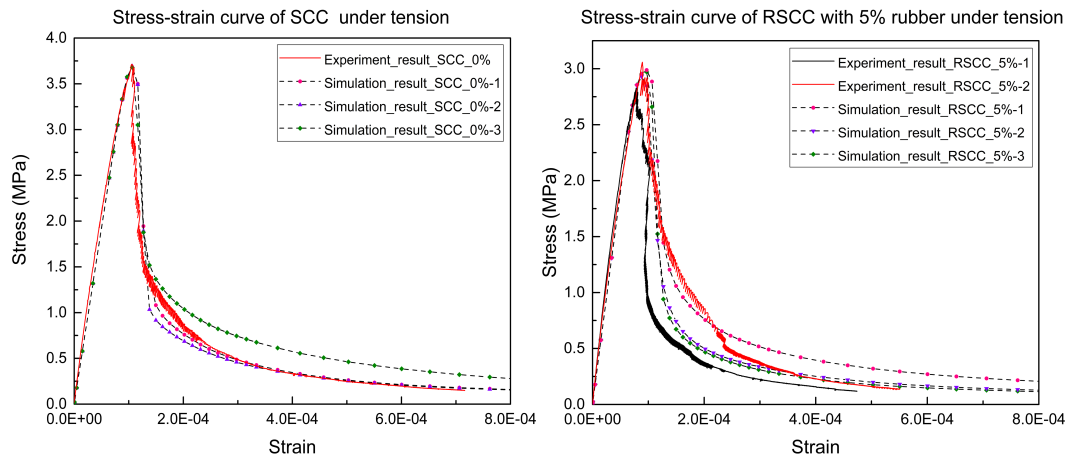 Stress-strain curve of SCC under tension
4.0
3.5
3.0
2.5
2.0
1.5
1.0
0.5
0.0
Stress (MPa)
Experiment_result_SCC_0%
Simulation_result_SCC_0%-1
Simulation_result_SCC_0%-2
Simulation_result_SCC_0%-3
0.0E+00
2.0E-04
4.0E-04
6.0E-04
8.0E-04
Strain
Stress-strain curve of RSCC with 5% rubber under tension
3.0
2.5
2.0
1.5
1.0
0.5
0.0
Stress (MPa)
Experiment_result_RSCC_5%-1
Experiment_result_RSCC_5%-2
Simulation_result_RSCC_5%-1
Simulation_result_RSCC_5%-2
Simulation_result_RSCC_5%-3
0.0E+00
2.0E-04
4.0E-04
6.0E-04
8.0E-04
Strain